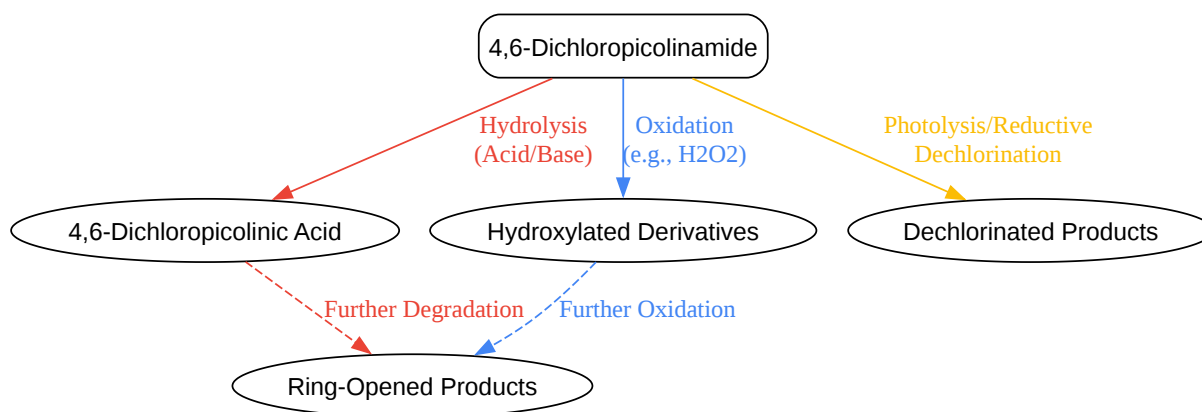 4,6-Dichloropicolinamide
Hydrolysis
(Acid/Base)
Oxidation
(e.g., H2O2)
Photolysis/Reductive
Dechlorination
4,6-Dichloropicolinic Acid
Hydroxylated Derivatives
Dechlorinated Products
Further Degradation
Further Oxidation
Ring-Opened Products